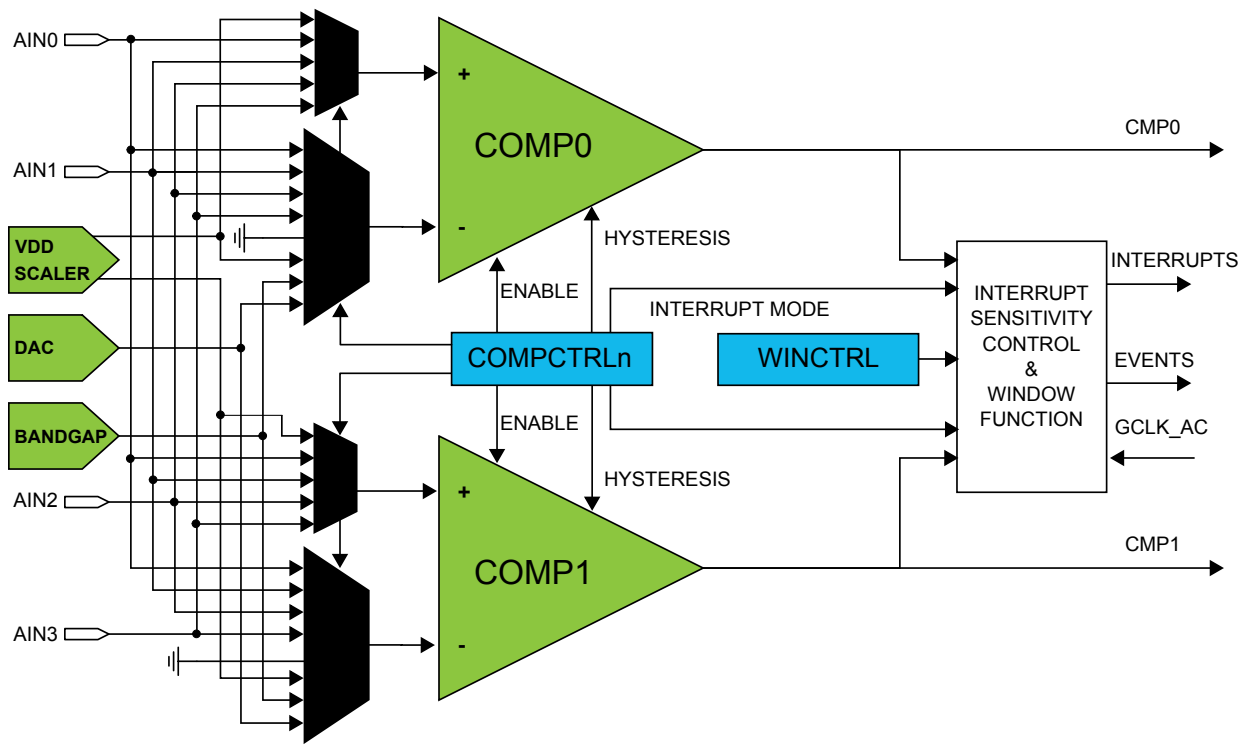 AIN0
+
COMP0
-
CMP0
AIN1
VDD
SCALER
HYSTERESIS
ENABLE
INTERRUPT MODE
INTERRUPT
SENSITIVITY
CONTROL
&
WINDOW
FUNCTION
INTERRUPTS
DAC
COMPCTRLn
WINCTRL
EVENTS
BANDGAP
ENABLE
GCLK_AC
HYSTERESIS
AIN2
+
COMP1
-
CMP1
AIN3